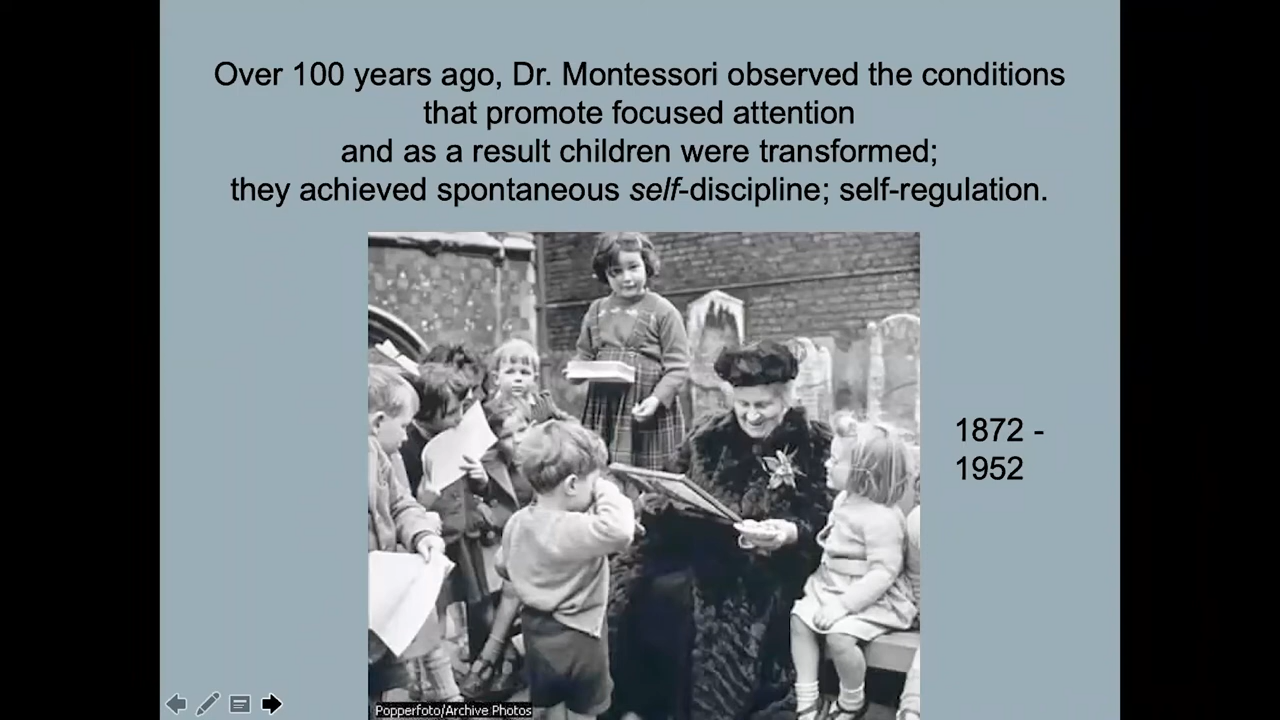 Over 100 years ago, Dr. Montessori observed the conditions
that promote focused attention
and as a result children were transformed;
they achieved spontaneous self-discipline; self-regulation.
1872 -
1952
Popperfoto/Archive Photos